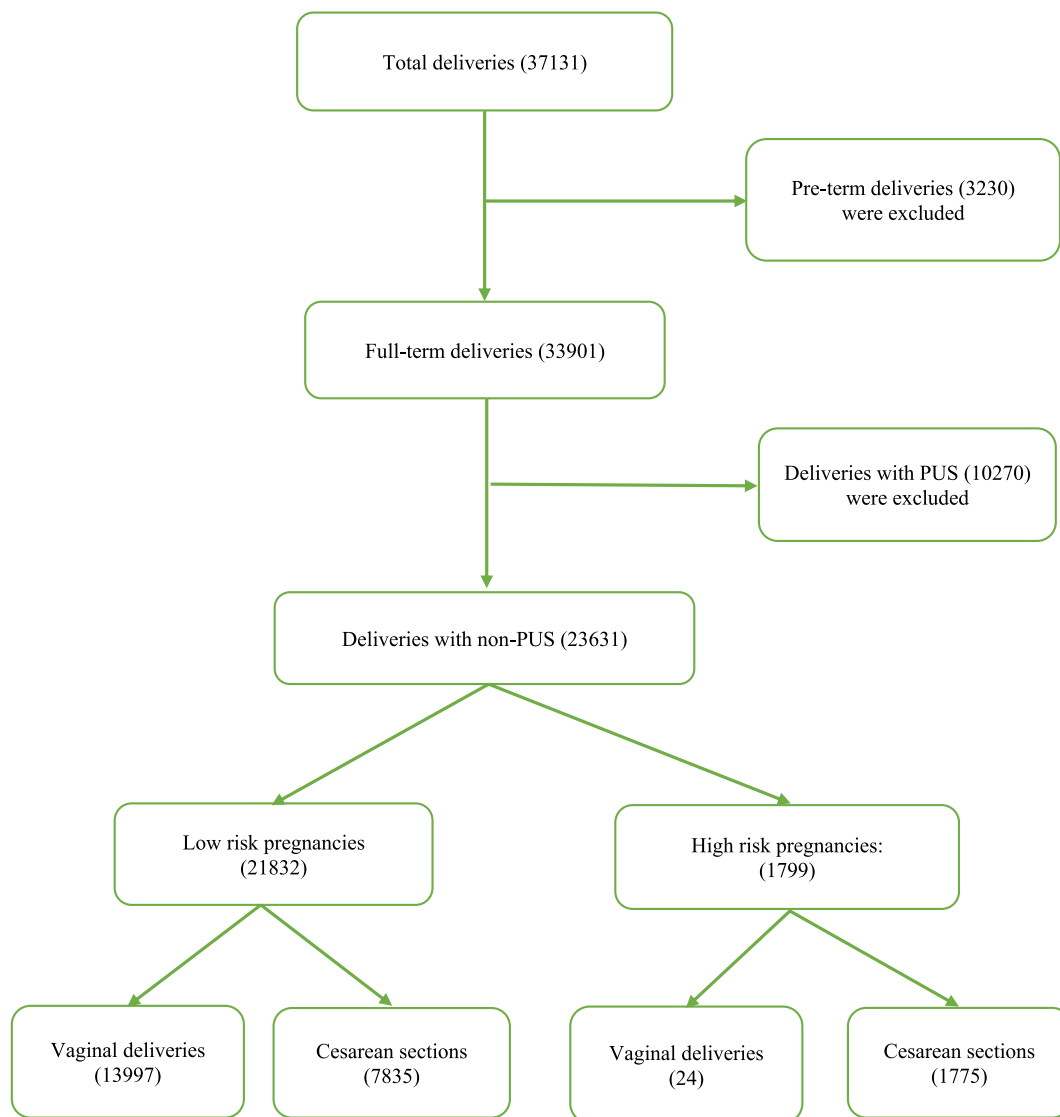 Total deliveries (37131)
Pre-term deliveries (3230)
were excluded
Full-term deliveries (33901)
Deliveries with PUS (10270)
were excluded
Deliveries with non-PUS (23631)
Low risk pregnancies
(21832)
High risk pregnancies:
(1799)
Vaginal deliveries
(13997)
Cesarean sections
(7835)
Vaginal deliveries
(24)
Cesarean sections
(1775)